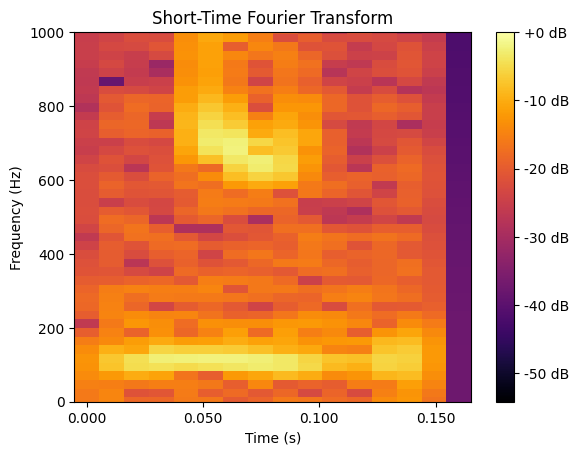 Short-Time Fourier Transform
1000
800
600
400
200
0
Frequency (Hz)
0.000
0.050
0.100
0.150
Time (s)
+0 dB
-10 dB
-20 dB
-30 dB
-40 dB
-50 dB